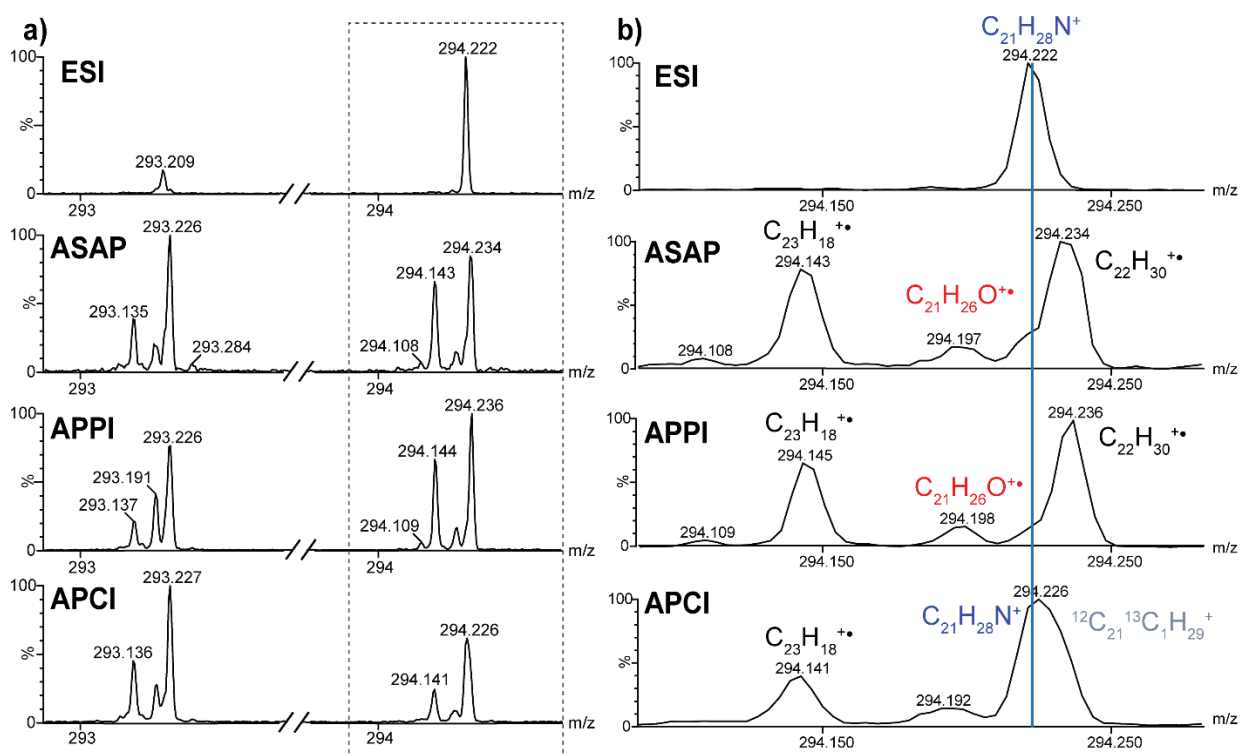 a)
ESI
100
%
0
293.209
294.222
293
294
m/z
ASAP
100
%
0
293.226
293.135
293.284
294.234
294.143
294.108
293
294
m/z
APPI
100
%
0
293.226
293.191
293.137
294.236
294.144
294.109
293
294
m/z
APCI
100
%
0
293.227
293.136
294.226
294.141
293
294
m/z
b)
C₂₁H₂₈N⁺
ESI
294.222
100
%
0
294.150
294.250
m/z
ASAP
C₂₃H₁₈⁺•
294.143
C₂₁H₂₆O⁺•
294.197
294.234
C₂₂H₃₀⁺•
294.108
100
%
0
294.150
294.250
m/z
APPI
C₂₃H₁₈⁺•
294.145
C₂₁H₂₆O⁺•
294.198
294.236
C₂₂H₃₀⁺•
294.109
100
%
0
294.150
294.250
m/z
APCI
C₂₃H₁₈⁺•
294.141
C₂₁H₂₈N⁺
294.226
¹²C₂₁¹³C₁H₂₉⁺
294.192
100
%
0
294.150
294.250
m/z